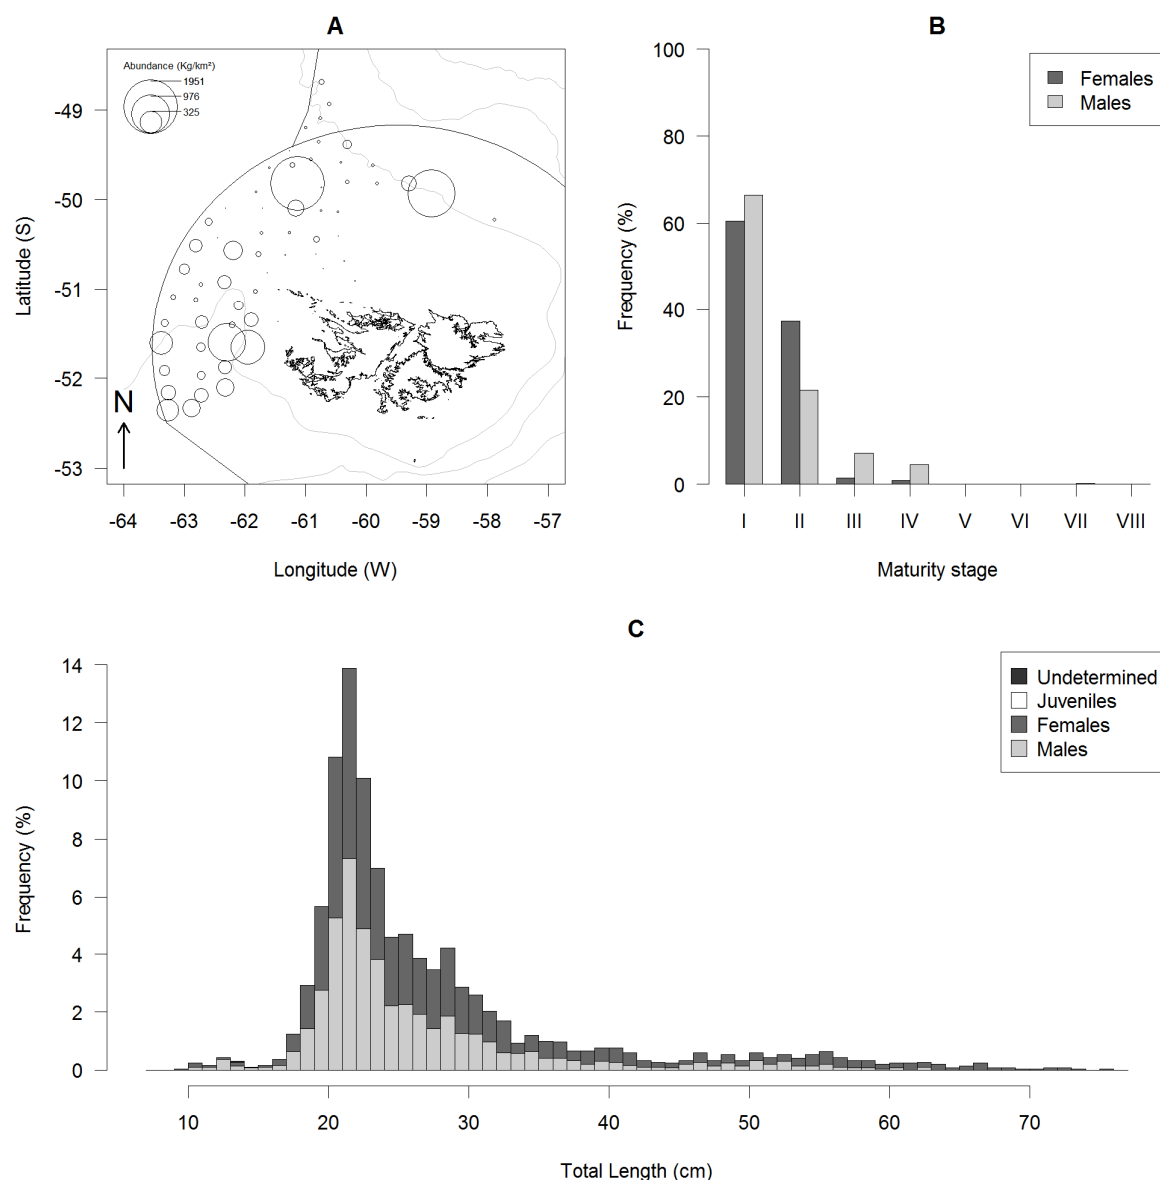 A
Abundance (Kg/km²)
1951
976
325
-49
-50
-51
-52
-53
Latitude (S)
N
-64 -63 -62 -61 -60 -59 -58 -57
Longitude (W)
B
100
80
60
40
20
0
Frequency (%)
Females
Males
I II III IV V VI VII VIII
Maturity stage
C
14
12
10
8
6
4
2
0
Frequency (%)
Undetermined
Juveniles
Females
Males
10 20 30 40 50 60 70
Total Length (cm)